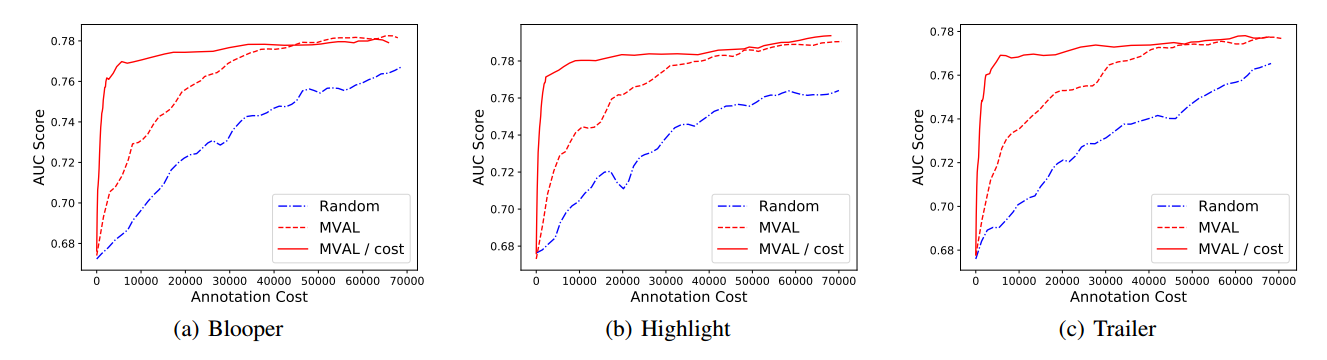 AUC Score
0.78
0.76
0.74
0.72
0.70
0.68
Random
MVAL
MVAL / cost
0 10000 20000 30000 40000 50000 60000 70000
Annotation Cost
(a) Blooper
AUC Score
0.78
0.76
0.74
0.72
0.70
0.68
Random
MVAL
MVAL / cost
0 10000 20000 30000 40000 50000 60000 70000
Annotation Cost
(b) Highlight
AUC Score
0.78
0.76
0.74
0.72
0.70
0.68
Random
MVAL
MVAL / cost
0 10000 20000 30000 40000 50000 60000 70000
Annotation Cost
(c) Trailer